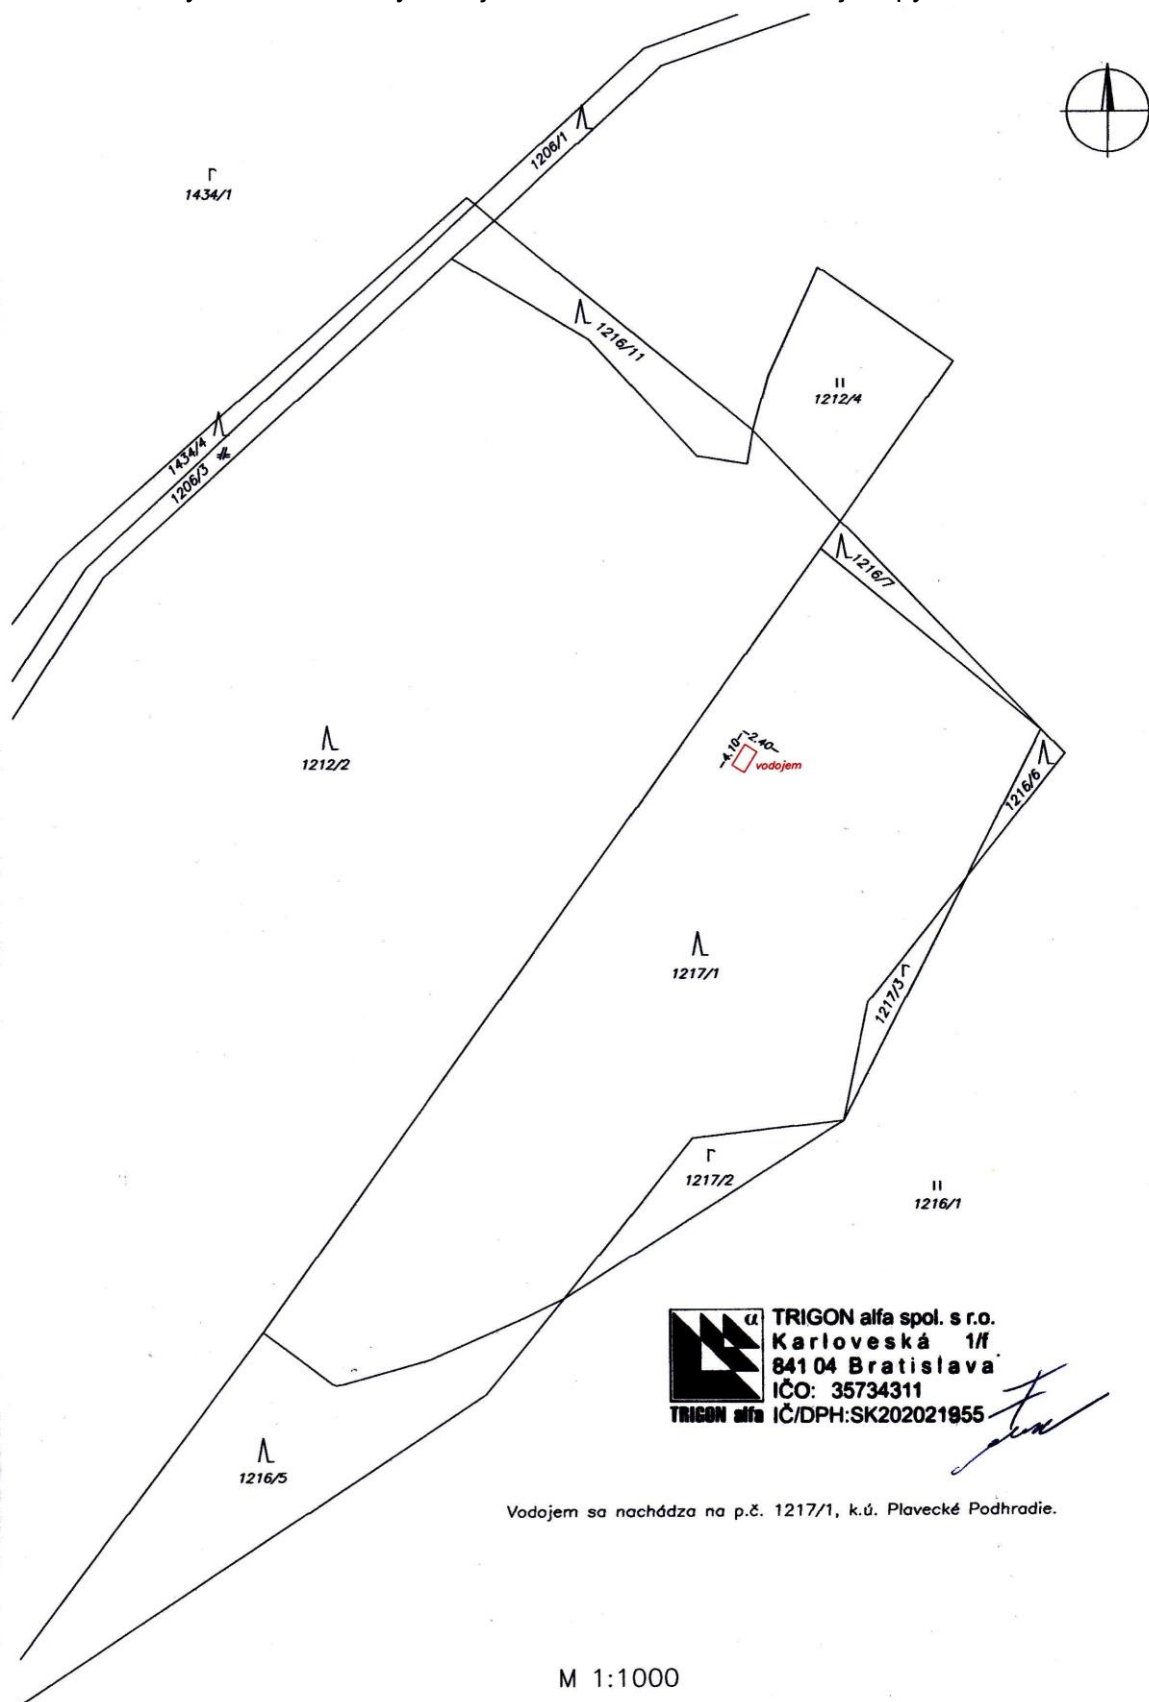 1206/1
1434/1
1216/11
1212/4
1434/4
1206/3
1216/7
-4.10-
-2.40-
vodojem
1212/2
1216/6
1217/1
1217/3
1217/2
1216/1
α
TRIGON alfa spol. s r.o.
Karloveská 1/f
841 04 Bratislava
IČO: 35734311
TRIGON alfa
IČ/DPH:SK202021955
1216/5
Vodojem sa nachádza na p.č. 1217/1, k.ú. Plavecké Podhradie.
M 1:1000